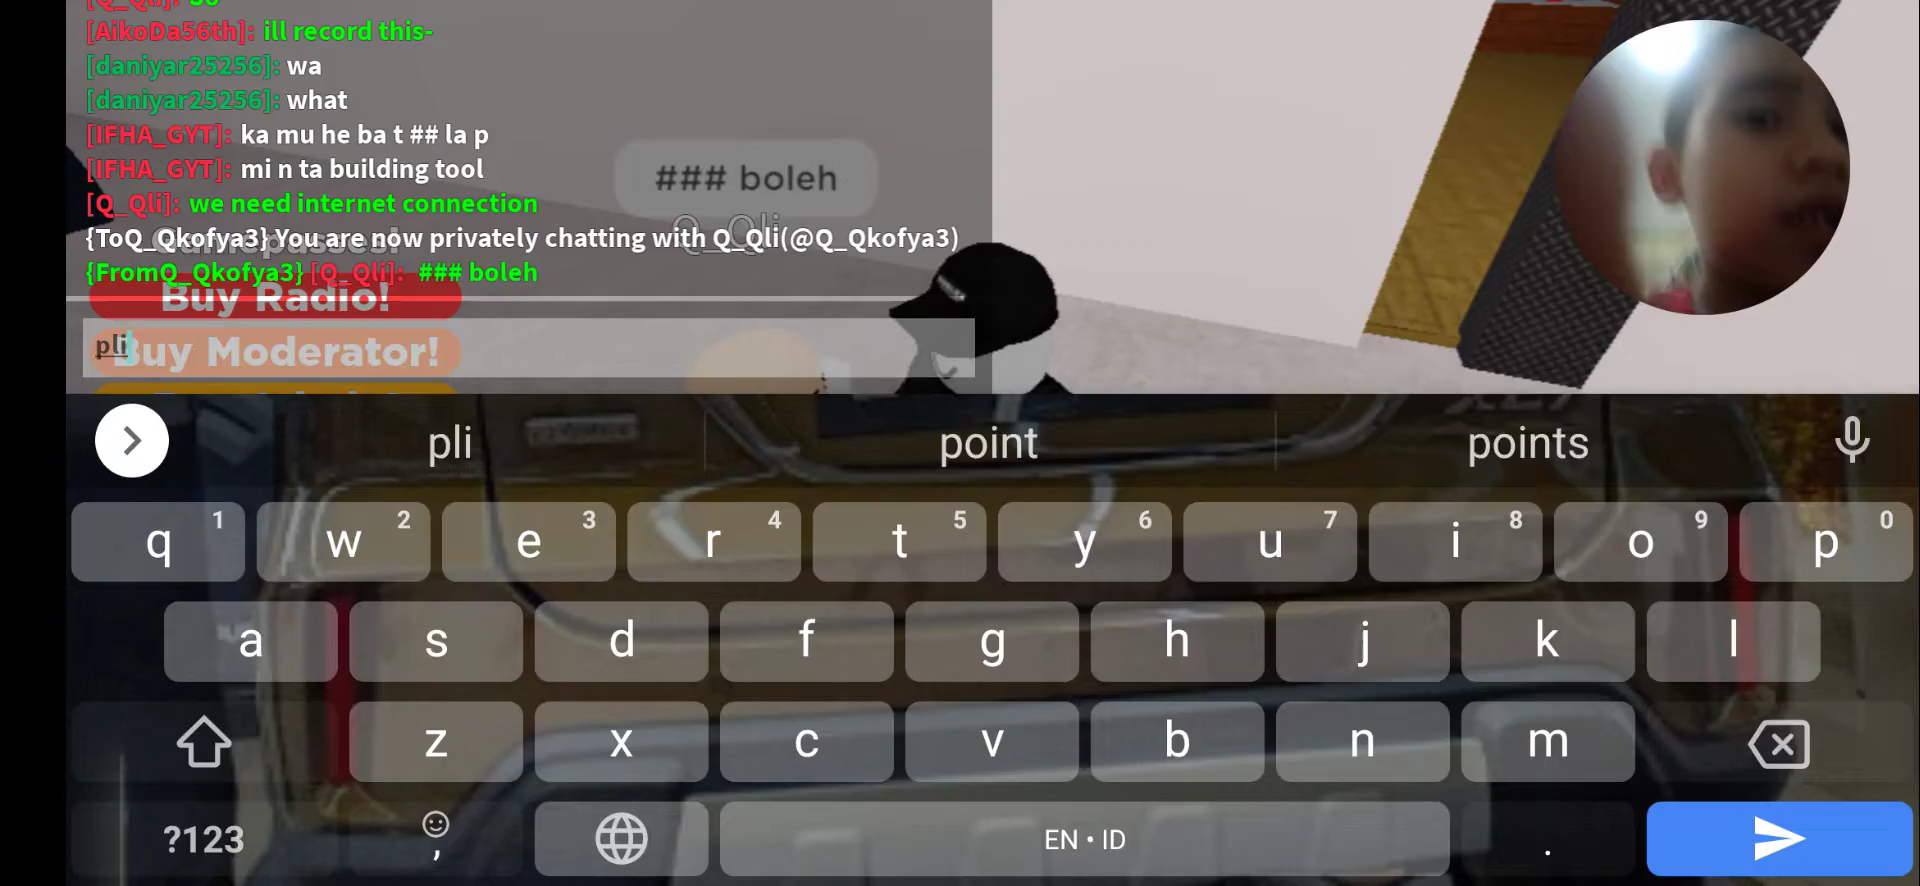 [Q_Qli]: so
[AikoDa56th]: ill record this-
[daniyar25256]: wa
[daniyar25256]: what
[IFHA_GYT]: ka mu he ba t ## la p
[IFHA_GYT]: mi n ta building tool
### boleh
[Q_Qli]: we need internet connection
Q_Qli
{ToQ_Qkofya3} You are now privately chatting with Q_Qli(@Q_Qkofya3)
{FromQ_Qkofya3} [Q_Qli]: ### boleh
Buy Radio!
pli
Buy Moderator!
pli point points
q 1 w 2 e 3 r 4 t 5 y 6 u 7 i 8 o 9 p 0
a s d f g h j k l
z x c v b n m
?123 , EN • ID .